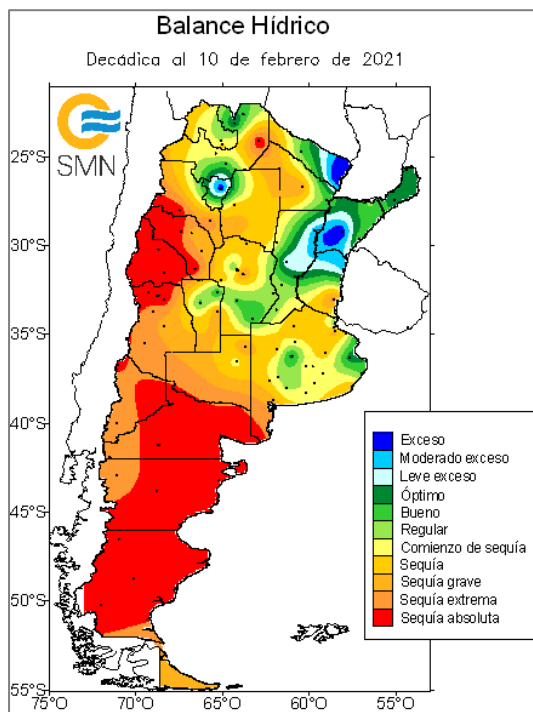 Balance Hídrico
Decádica al 10 de febrero de 2021
SMN
25°S
30°S
35°S
40°S
45°S
50°S
55°S
75°O
70°O
65°O
60°O
55°O
Exceso
Moderado exceso
Leve exceso
Óptimo
Bueno
Regular
Comienzo de sequía
Sequía
Sequía grave
Sequía extrema
Sequía absoluta